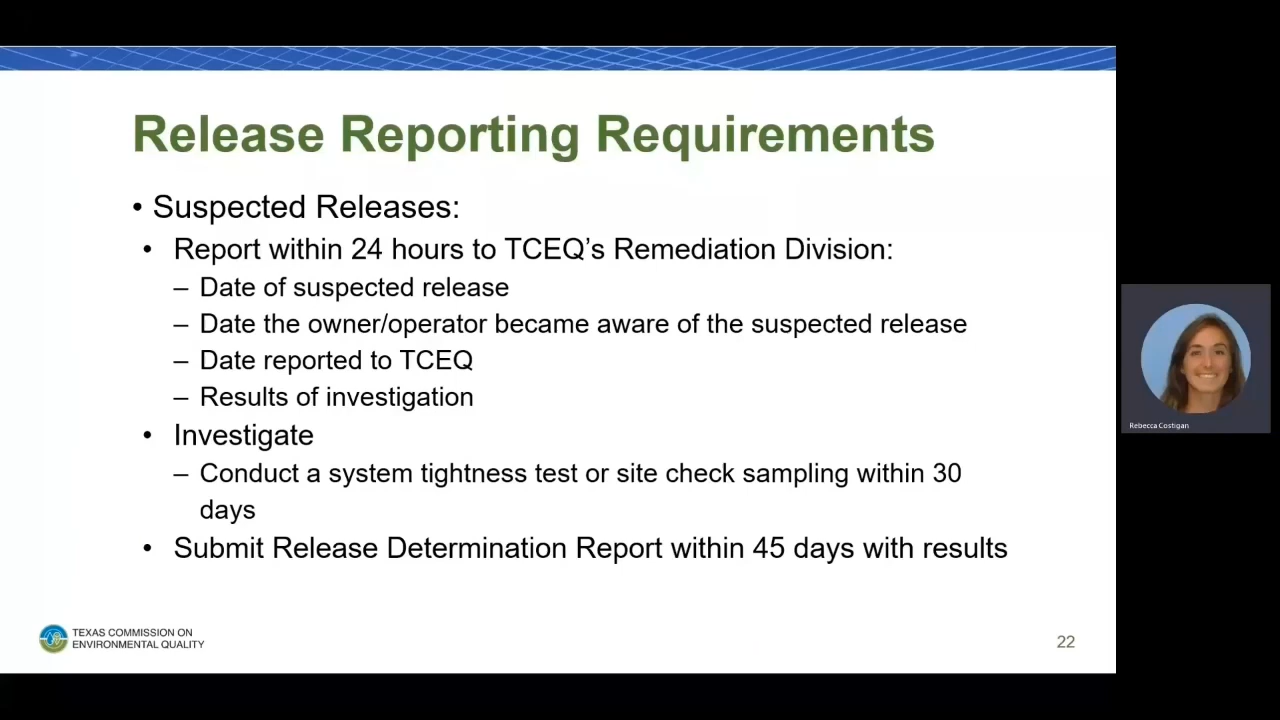 Release Reporting Requirements
• Suspected Releases:
• Report within 24 hours to TCEQ’s Remediation Division:
– Date of suspected release
– Date the owner/operator became aware of the suspected release
– Date reported to TCEQ
– Results of investigation
• Investigate
– Conduct a system tightness test or site check sampling within 30
days
• Submit Release Determination Report within 45 days with results
TEXAS COMMISSION ON
ENVIRONMENTAL QUALITY
22
Rebecca Costigan